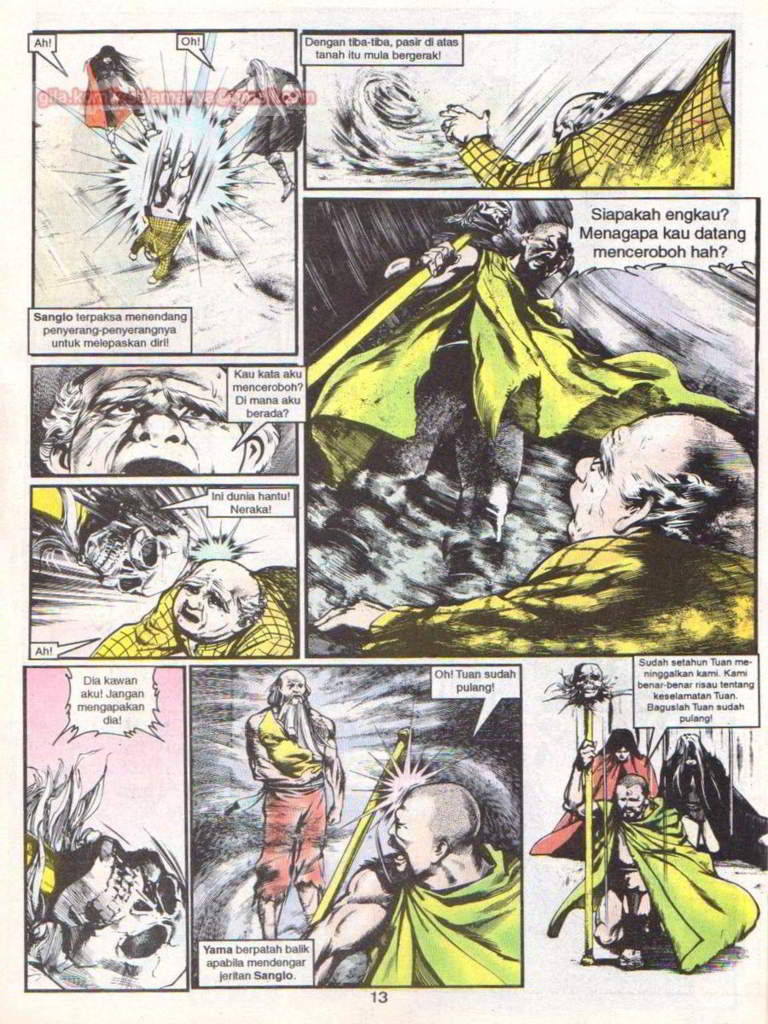 Ah!
Oh!
Sanglo terpaksa menendang
penyerang-penyerangnya
untuk melepaskan diri!
Dengan tiba-tiba, pasir di atas
tanah itu mula bergerak!
Siapakah engkau?
Menagapa kau datang
menceroboh hah?
Kau kata aku
menceroboh?
Di mana aku
berada?
Ini dunia hantu!
Neraka!
Ah!
Dia kawan
aku! Jangan
mengapakan
dia!
Oh! Tuan sudah
pulang!
Yama berpatah balik
apabila mendengar
jeritan Sanglo.
Sudah setahun Tuan me-
ninggalkan kami. Kami
benar-benar risau tentang
keselamatan Tuan.
Baguslah Tuan sudah
pulang!
13